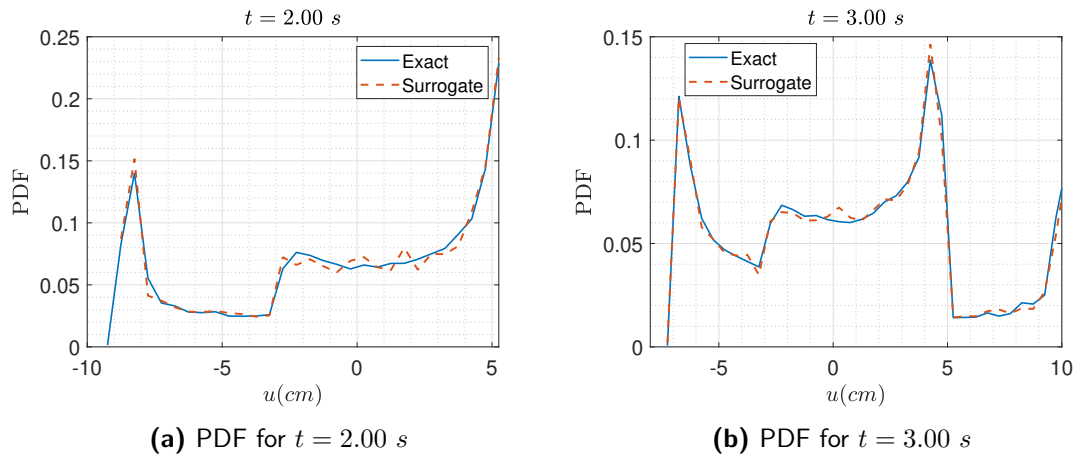 t = 2.00 s
0.25
0.2
0.15
0.1
0.05
0
PDF
Exact
Surrogate
-10
-5
0
5
u(cm)
(a) PDF for t = 2.00 s
t = 3.00 s
0.15
0.1
0.05
0
PDF
Exact
Surrogate
-5
0
5
10
u(cm)
(b) PDF for t = 3.00 s